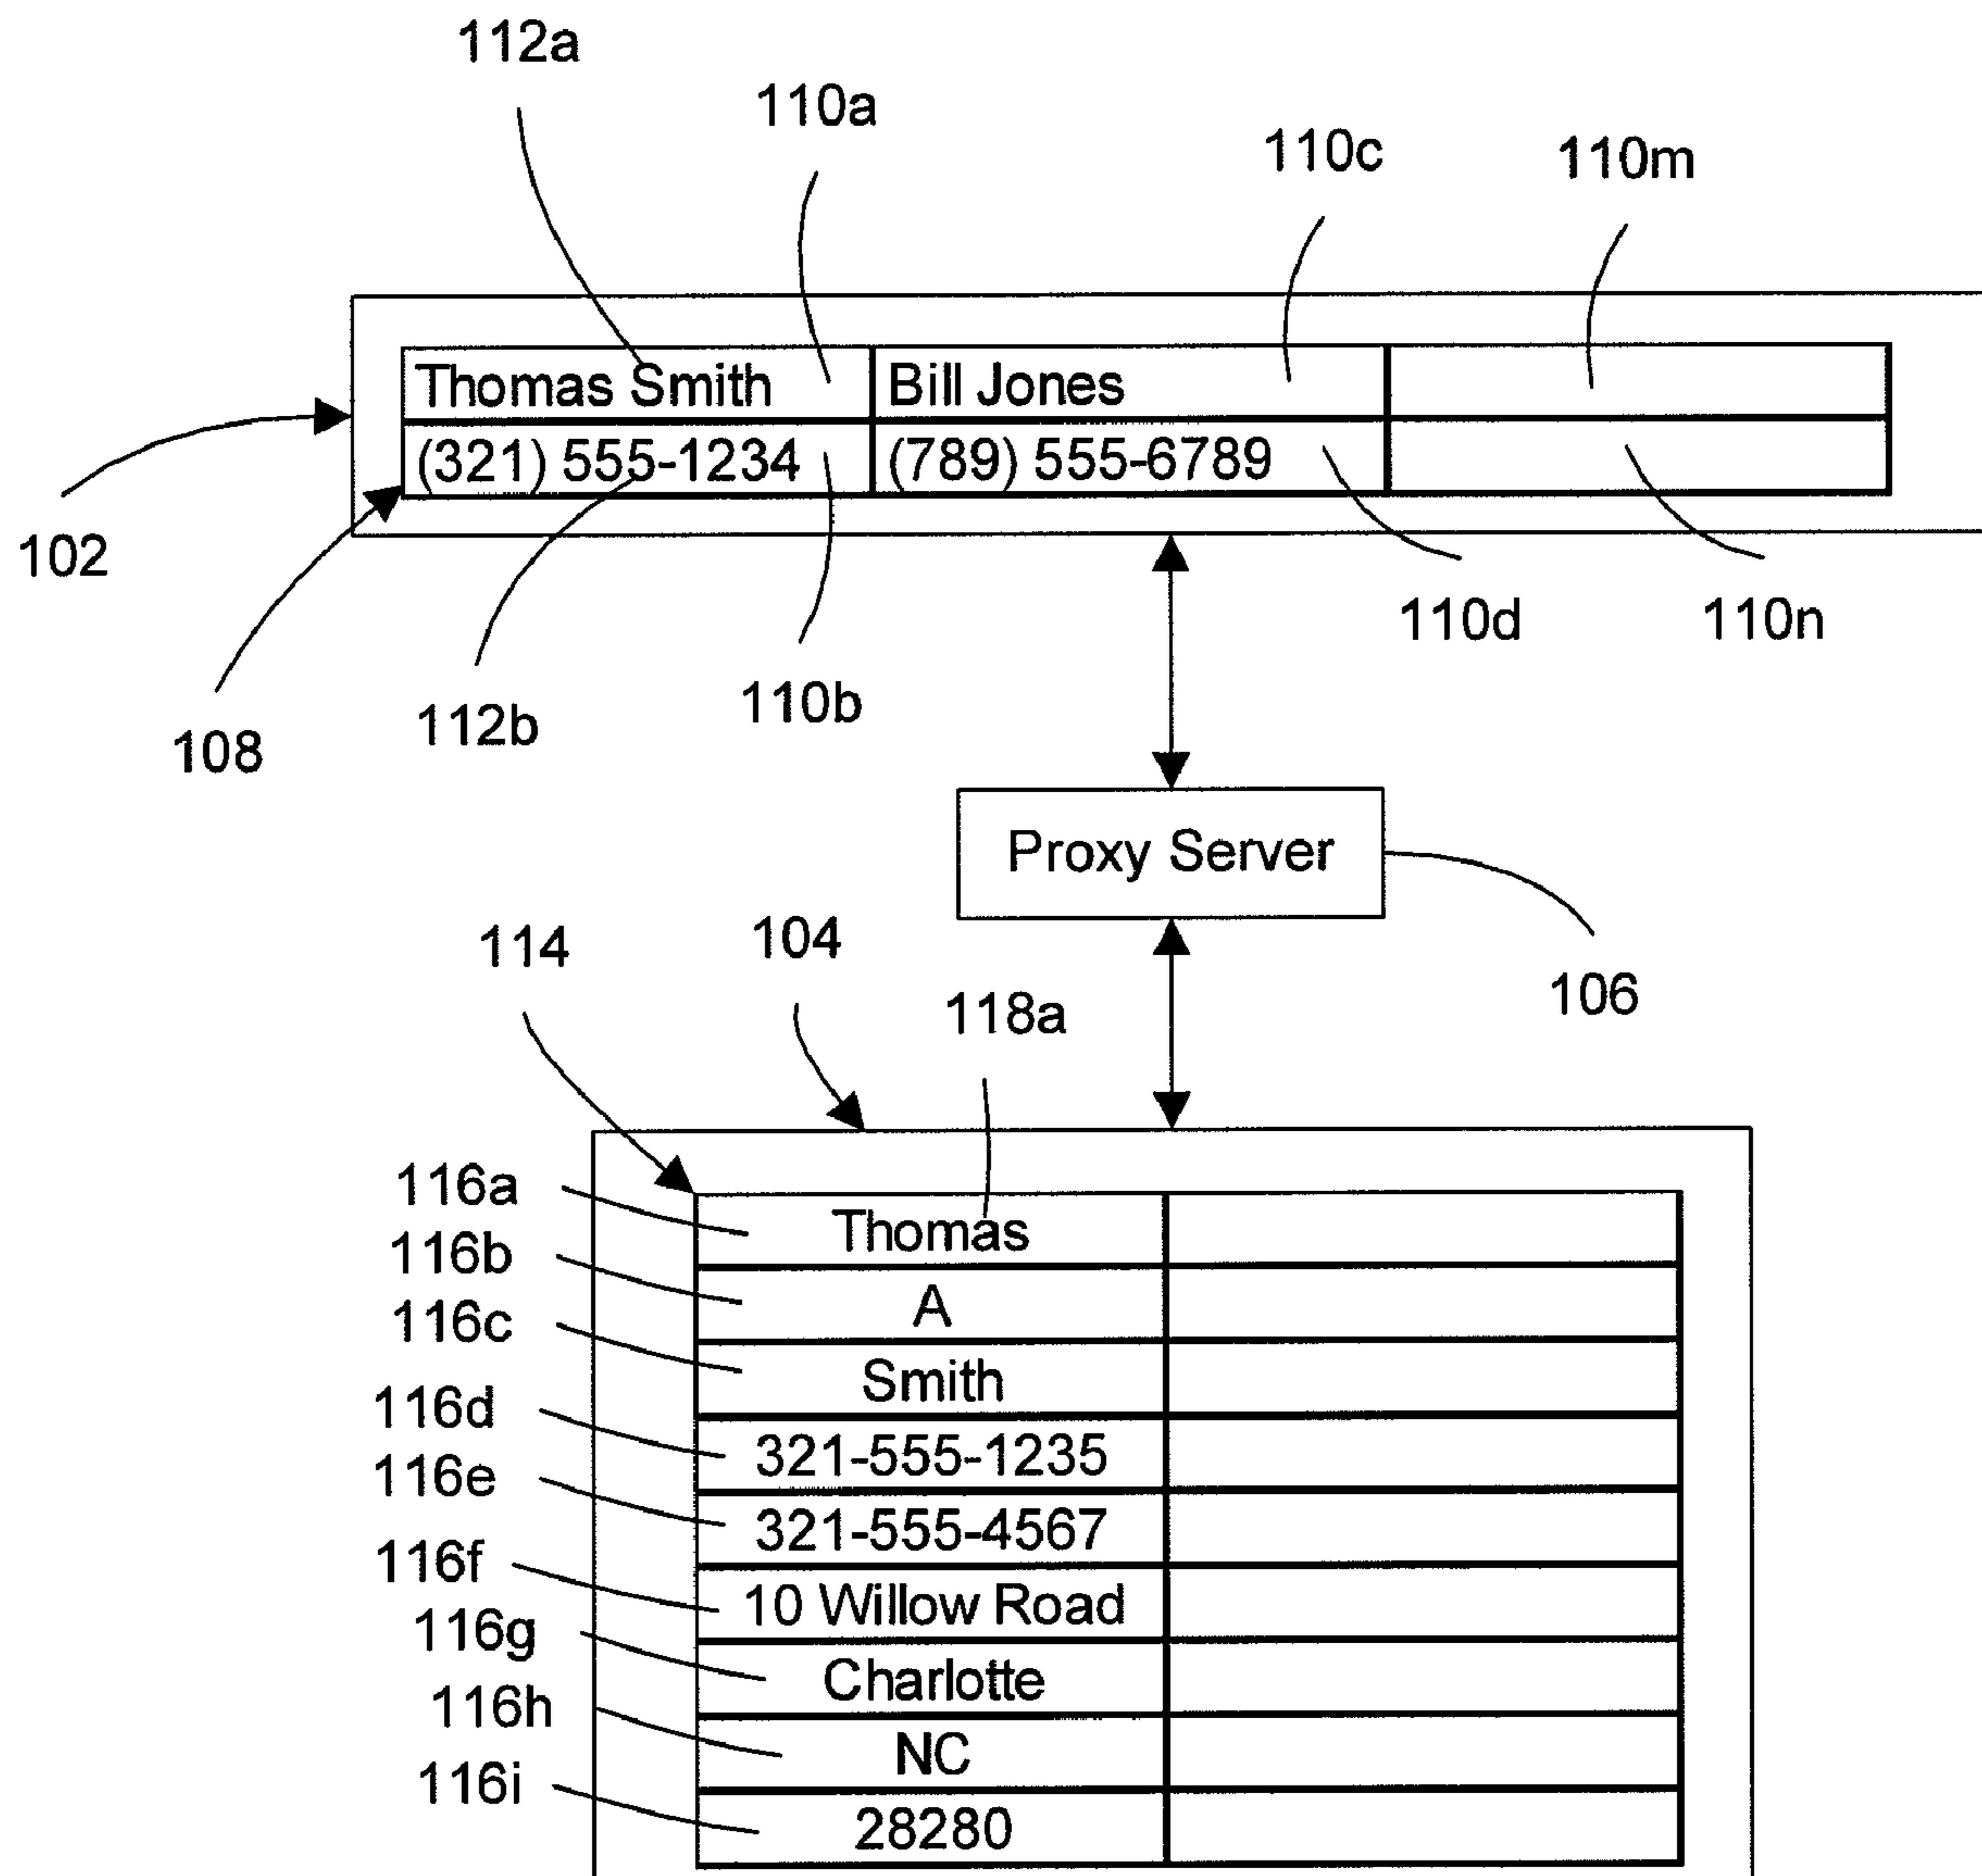 112a
110a
110c
110m
Thomas Smith
Bill Jones
(321) 555-1234
(789) 555-6789
102
108
112b
110b
110d
110n
Proxy Server
106
114
104
118a
116a
Thomas
116b
A
116c
Smith
116d
321-555-1235
116e
321-555-4567
116f
10 Willow Road
116g
Charlotte
116h
NC
116i
28280